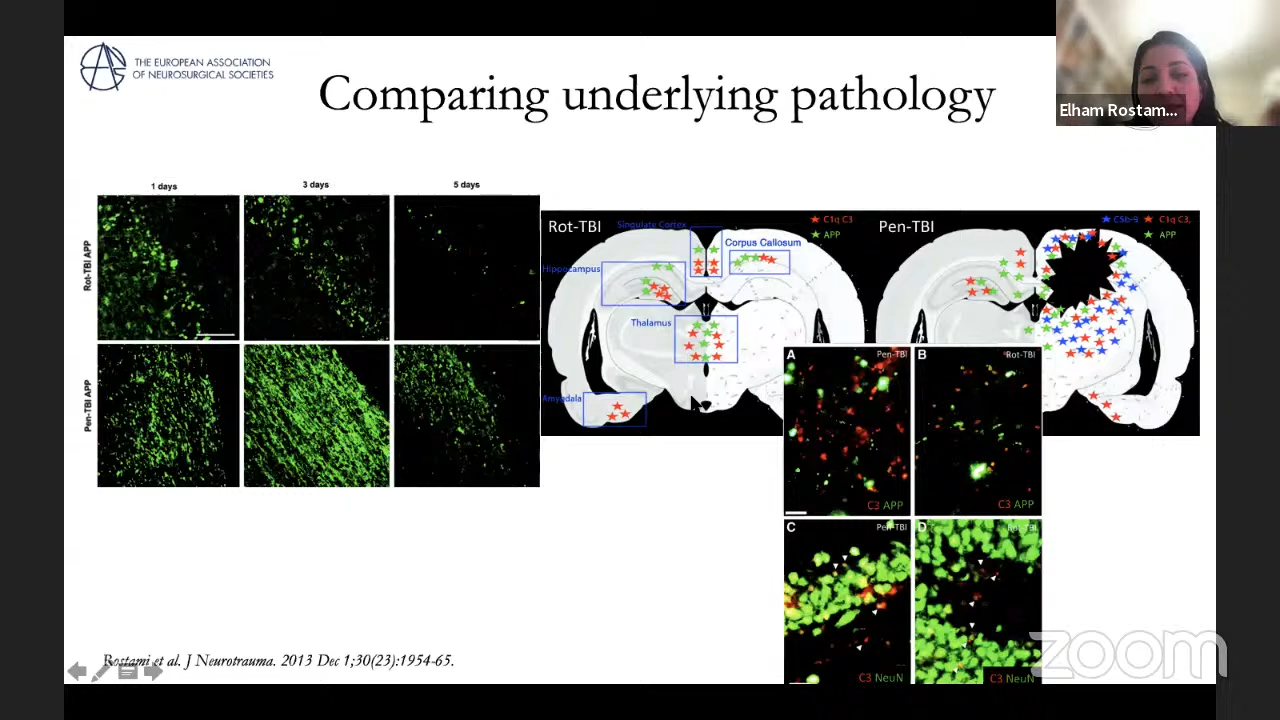 THE EUROPEAN ASSOCIATION
OF NEUROSURGICAL SOCIETIES
Comparing underlying pathology
Elham Rostam...
1 days
3 days
5 days
Rot-TBI APP
Pen-TBI APP
Rot-TBI
Singulate Cortex
C1q C3
APP
Corpus Callosum
Hippocampus
Thalamus
Amygdala
Pen-TBI
C5b-9
C1q C3,
APP
A
Pen-TBI
C3 APP
B
Rot-TBI
C3 APP
C
Pen-TBI
C3 NeuN
D
Rot-TBI
C3 NeuN
Rostami et al. J Neurotrauma. 2013 Dec 1;30(23):1954-65.
zoom